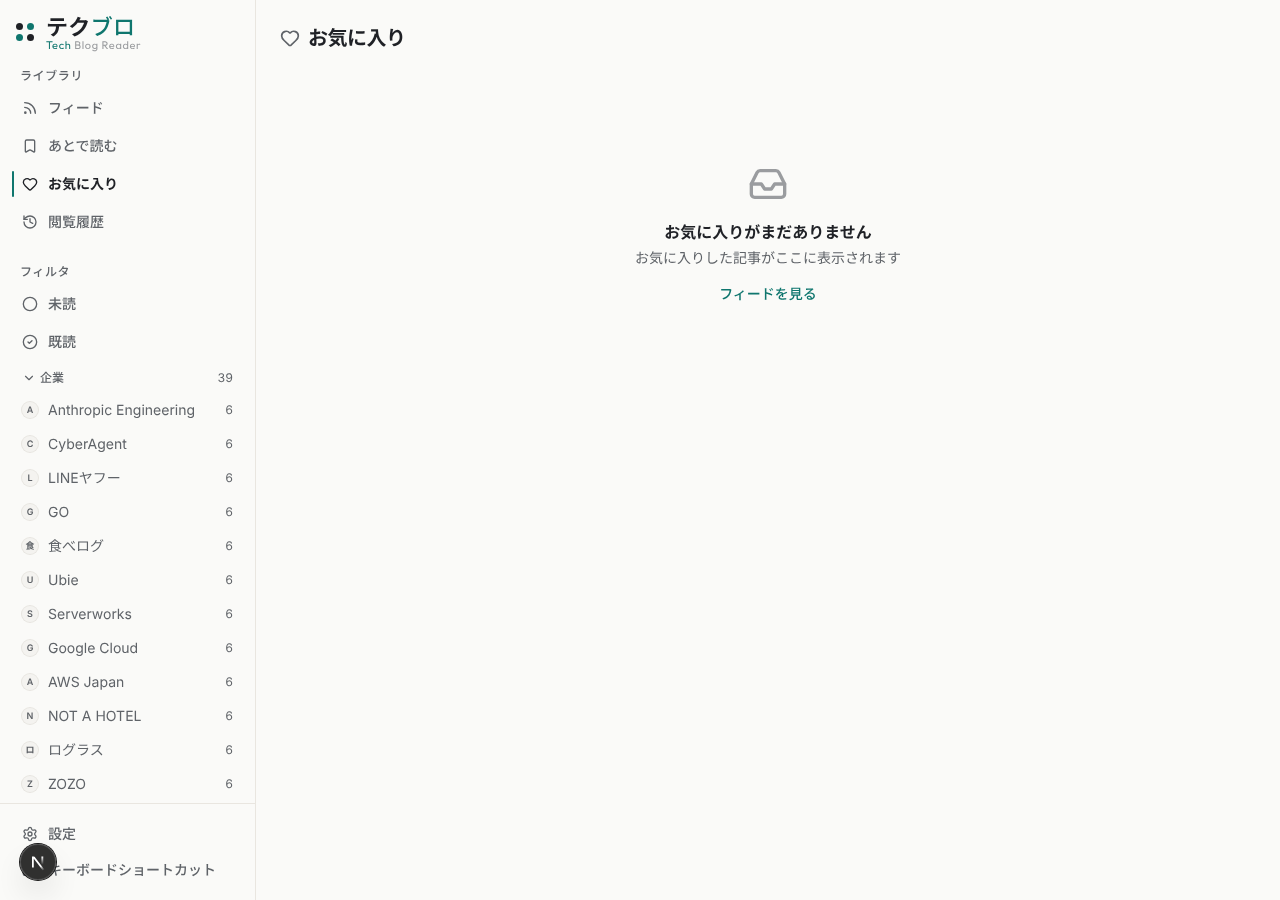 テクブロ
Tech Blog Reader
ライブラリ
フィード
あとで読む
お気に入り
閲覧履歴
フィルタ
未読
既読
企業 39
A Anthropic Engineering 6
C CyberAgent 6
L LINEヤフー 6
G GO 6
食 食べログ 6
U Ubie 6
S Serverworks 6
G Google Cloud 6
A AWS Japan 6
N NOT A HOTEL 6
ロ ログラス 6
Z ZOZO 6
設定
N キーボードショートカット
お気に入り
お気に入りがまだありません
お気に入りした記事がここに表示されます
フィードを見る